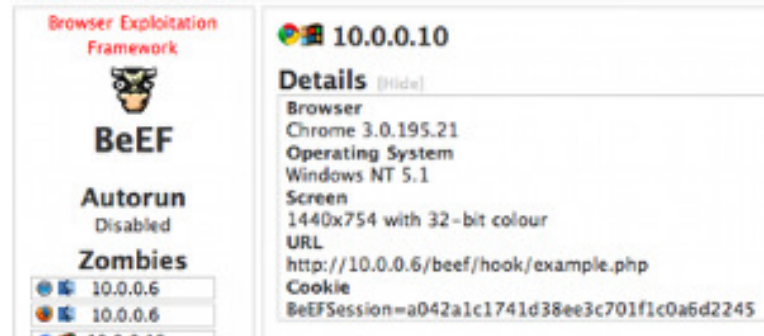 Browser Exploitation
Framework
BeEF
Autorun
Disabled
Zombies
10.0.0.6
10.0.0.6
10.0.0.10
Details [Hide]
Browser
Chrome 3.0.195.21
Operating System
Windows NT 5.1
Screen
1440x754 with 32-bit colour
URL
http://10.0.0.6/beef/hook/example.php
Cookie
BeEFSession=a042a1c1741d38ee3c701f1c0a6d2245